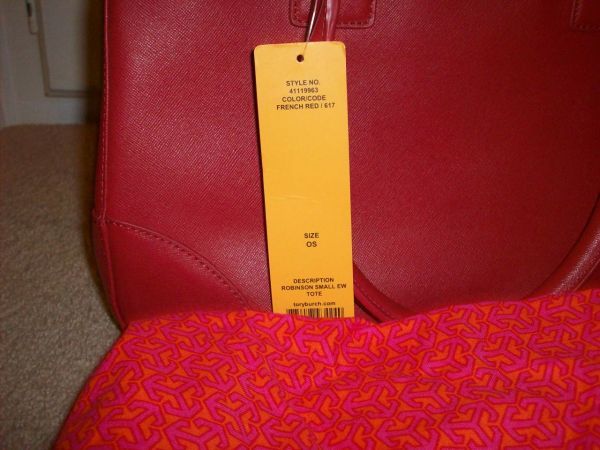 STYLE NO.
41119963
COLOR/CODE
FRENCH RED / 617
SIZE
OS
DESCRIPTION
ROBINSON SMALL EW
TOTE
toryburch.com